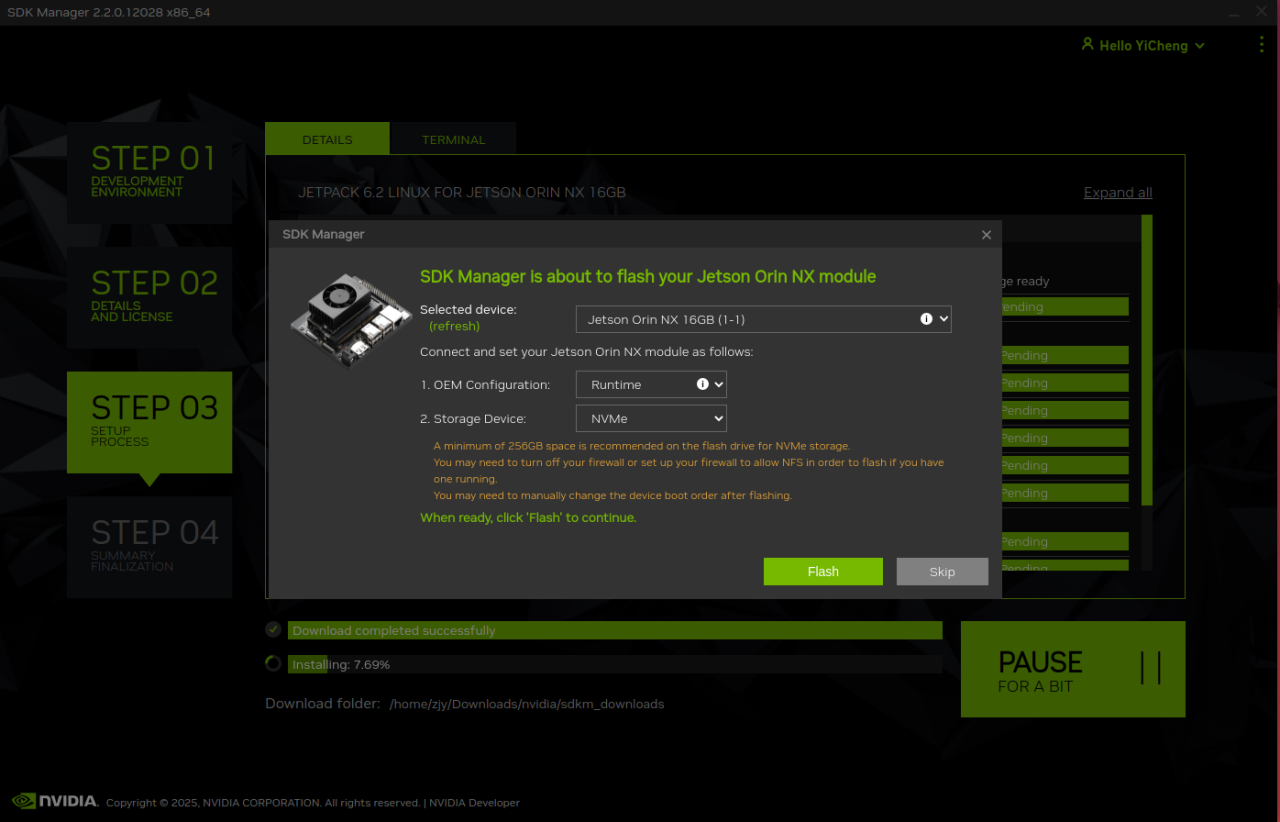 SDK Manager 2.2.0.12028 x86_64
Hello YiCheng
STEP 01
DEVELOPMENT
ENVIRONMENT
STEP 02
DETAILS
AND LICENSE
STEP 03
SETUP
PROCESS
STEP 04
SUMMARY
FINALIZATION
DETAILS
TERMINAL
JETPACK 6.2 LINUX FOR JETSON ORIN NX 16GB
Expand all
SDK Manager
SDK Manager is about to flash your Jetson Orin NX module
Selected device:
(refresh)
Jetson Orin NX 16GB (1-1)
Connect and set your Jetson Orin NX module as follows:
1. OEM Configuration:
Runtime
2. Storage Device:
NVMe
A minimum of 256GB space is recommended on the flash drive for NVMe storage.
You may need to turn off your firewall or set up your firewall to allow NFS in order to flash if you have
one running.
You may need to manually change the device boot order after flashing.
When ready, click 'Flash' to continue.
Flash
Skip
ge ready
ending
Pending
Pending
Pending
Pending
Pending
Pending
Pending
Pending
Download completed successfully
Installing: 7.69%
Download folder: /home/zjy/Downloads/nvidia/sdkm_downloads
PAUSE
FOR A BIT
NVIDIA. Copyright © 2025, NVIDIA CORPORATION. All rights reserved. | NVIDIA Developer